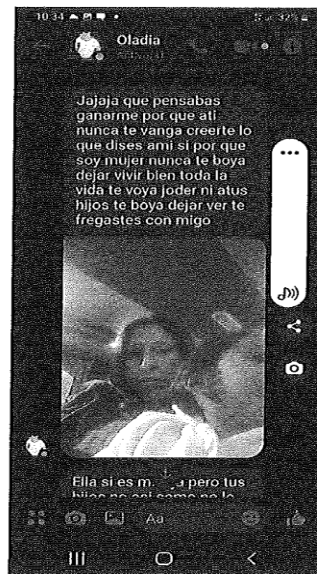 10:34
32%
Oladia
Jajaja que pensabas
ganarme por que ati
nunca te vanga creerte lo
que dises ami si por que
soy mujer nunca te boya
dejar vivir bien toda la
vida te voya joder ni atus
hijos te boya dejar ver te
fregastes con migo
Ella si es pero tus
Aa